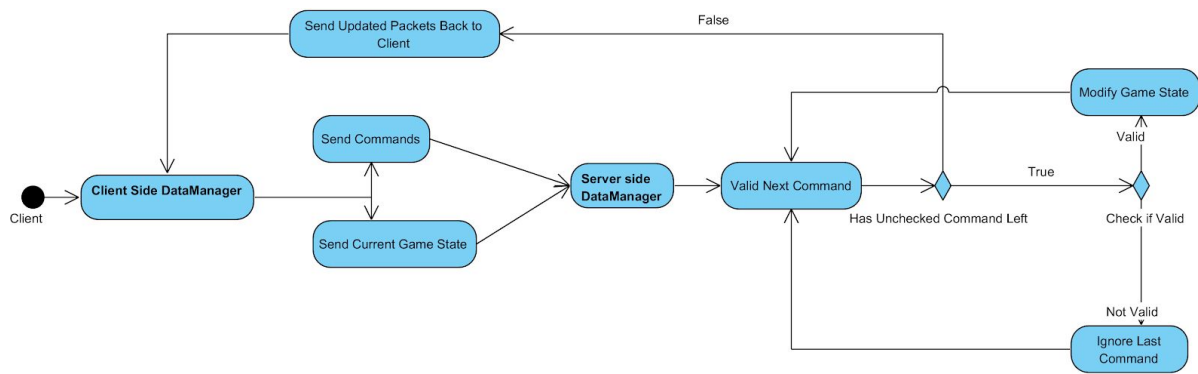 Send Updated Packets Back to
Client
False
Modify Game State
Send Commands
Valid
Client Side DataManager
Server side
DataManager
Valid Next Command
True
Client
Has Unchecked Command Left
Check if Valid
Send Current Game State
Not Valid
Ignore Last
Command